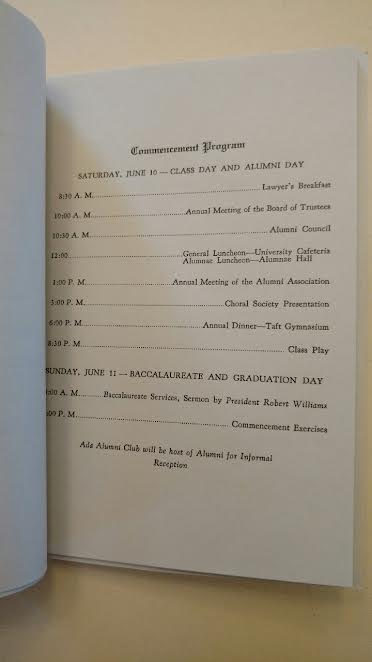 Commencement Program
SATURDAY, JUNE 10 — CLASS DAY AND ALUMNI DAY
8:30 A. M. Lawyer's Breakfast
10:00 A. M. Annual Meeting of the Board of Trustees
10:30 A. M. Alumni Council
12:00 General Luncheon—University Cafeteria
Alumnae Luncheon—Alumnae Hall
1:00 P. M. Annual Meeting of the Alumni Association
3:00 P. M. Choral Society Presentation
6:00 P. M. Annual Dinner—Taft Gymnasium
8:30 P. M. Class Play
SUNDAY, JUNE 11 — BACCALAUREATE AND GRADUATION DAY
:00 A. M. Baccalaureate Services, Sermon by President Robert Williams
:00 P. M. Commencement Exercises
Ada Alumni Club will be host of Alumni for Informal
Reception